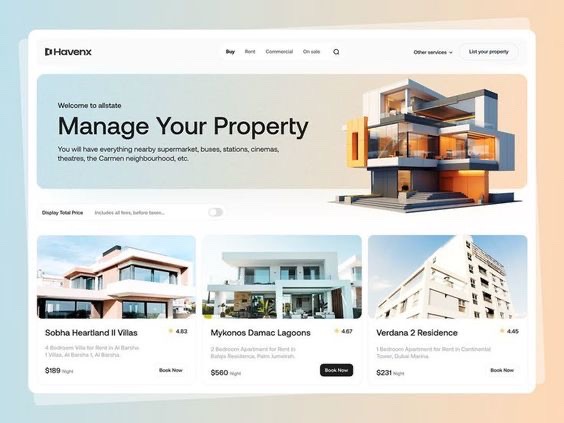 Havenx
Buy Rent Commercial On sale
Other services List your property
Welcome to allstate
Manage Your Property
You will have everything nearby supermarket, buses, stations, cinemas,
theatres, the Carmen neighbourhood, etc.
Display Total Price Includes all fees, before taxes...
Sobha Heartland II Villas 4.83
4 Bedroom Villa for Rent in Al Barsha
1 Villas, Al Barsha 1, Al Barsha.
$189 Night Book Now
Mykonos Damac Lagoons 4.67
2 Bedroom Apartment for Rent in
Balqis Residence, Palm Jumeirah.
$560 Night Book Now
Verdana 2 Residence 4.45
1 Bedroom Apartment for Rent in Continental
Tower, Dubai Marina.
$231 Night Book Now